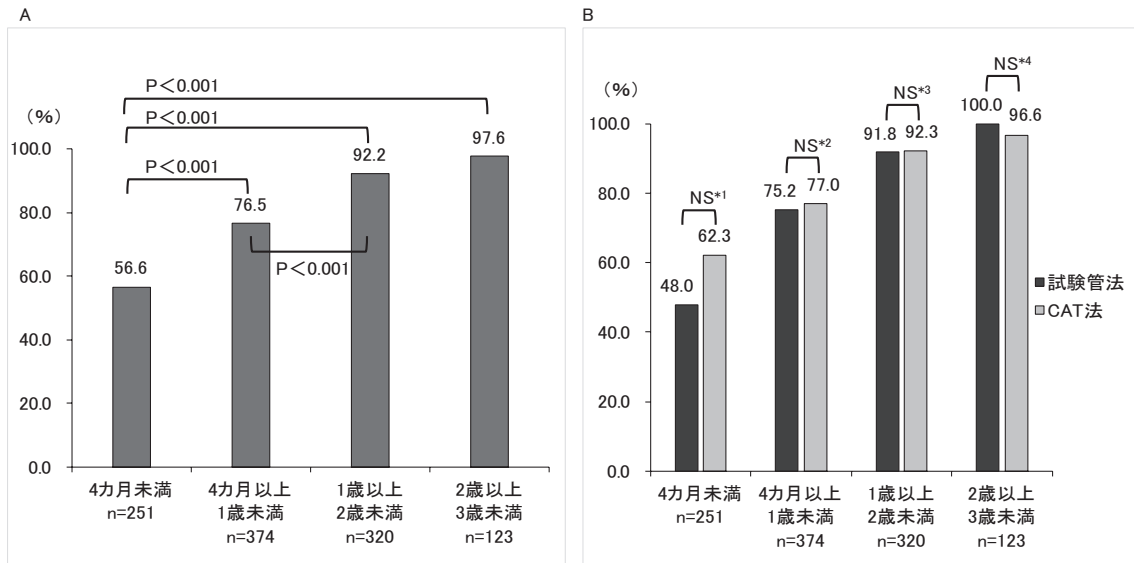 A
P＜0.001
（％）
P＜0.001
97.6
100.0
92.2
P＜0.001
80.0
76.5
P＜0.001
60.0
56.6
40.0
20.0
0.0
4カ月未満
n=251
4カ月以上
1歳未満
n=374
1歳以上
2歳未満
n=320
2歳以上
3歳未満
n=123
B
NS*4
（％）
NS*3
100.0
96.6
100.0
91.8
92.3
NS*2
80.0
75.2
77.0
NS*1
62.3
60.0
48.0
40.0
20.0
0.0
試験管法
CAT法
4カ月未満
n=251
4カ月以上
1歳未満
n=374
1歳以上
2歳未満
n=320
2歳以上
3歳未満
n=123